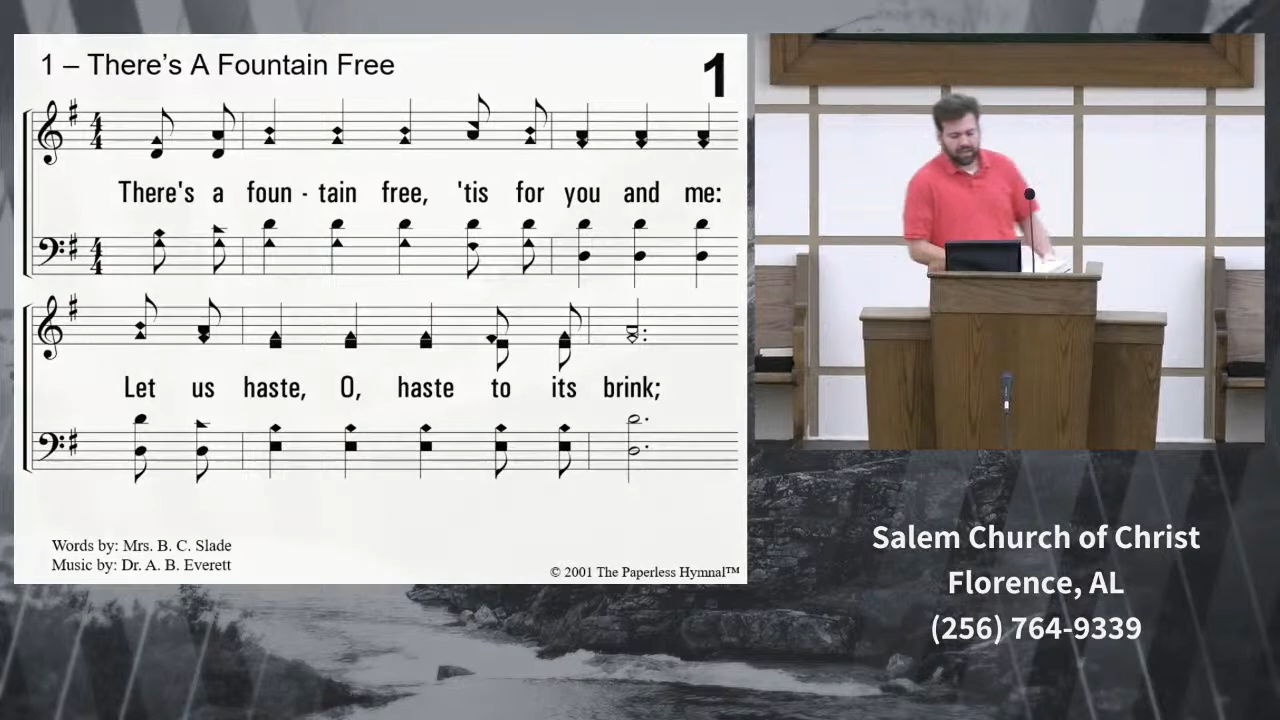 1 – There's A Fountain Free
1
There's a foun - tain free, 'tis for you and me:
Let us haste, O, haste to its brink;
Words by: Mrs. B. C. Slade
Music by: Dr. A. B. Everett
© 2001 The Paperless Hymnal™
Salem Church of Christ
Florence, AL
(256) 764-9339